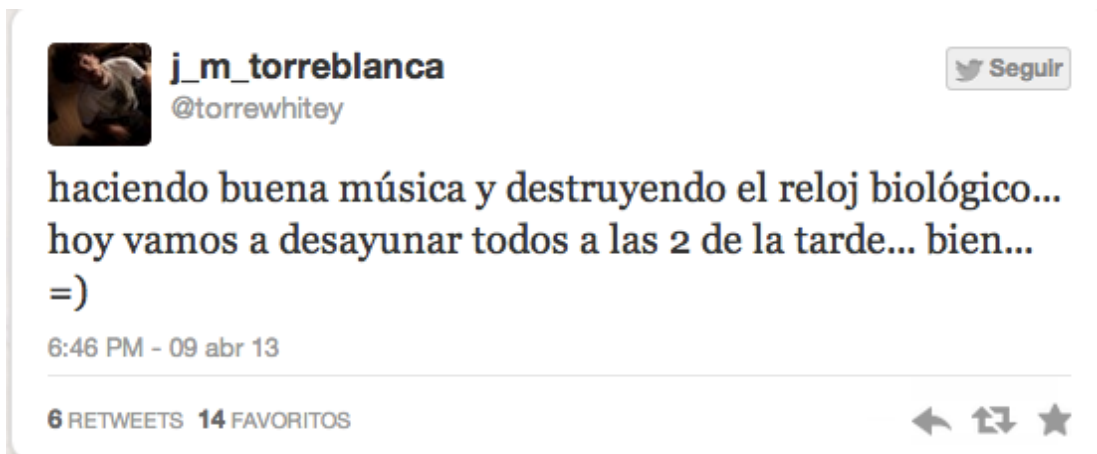 j_m_torreblanca
Seguir
@torrewhitey
haciendo buena música y destruyendo el reloj biológico...
hoy vamos a desayunar todos a las 2 de la tarde... bien...
=)
6:46 PM - 09 abr 13
6 RETWEETS 14 FAVORITOS